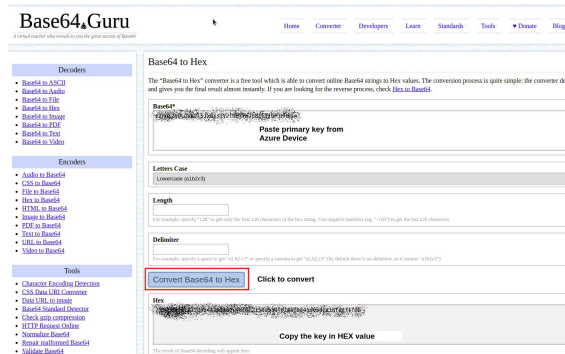 Base64 Guru
A virtual teacher who reveals to you the great secrets of Base64
Home Converter Developers Learn Standards Tools ♥ Donate Blog
Decoders
Base64 to ASCII
Base64 to Audio
Base64 to File
Base64 to Hex
Base64 to Image
Base64 to PDF
Base64 to Text
Base64 to Video
Encoders
Audio to Base64
CSS to Base64
File to Base64
Hex to Base64
HTML to Base64
Image to Base64
PDF to Base64
Text to Base64
URL to Base64
Video to Base64
Tools
Character Encoding Detection
CSS Data URI Converter
Data URL to image
Base64 Standard Detector
Check gzip compression
HTTP Request Online
Normalize Base64
Repair malformed Base64
Validate Base64
Base64 to Hex
The "Base64 to Hex" converter is a free tool which is able to convert online Base64 strings to Hex values. The conversion process is quite simple: the converter de
and gives you the final result almost instantly. If you are looking for the reverse process, check Hex to Base64.
Base64*
Paste primary key from
Azure Device
Letters Case
Lowercase (a1b2c3)
Length
For example, specify "128" to get only the first 128 characters of the hex string. Use negative numbers (eg, "-128") to get the last 128 characters.
Delimiter
For example, specify a space to get "a1 b2 c3" or specify a comma to get "a1,b2,c3" (by default there is no delimiter, so it returns "a1b2c3")
Convert Base64 to Hex Click to convert
Hex
Copy the key in HEX value
The result of Base64 decoding will appear here